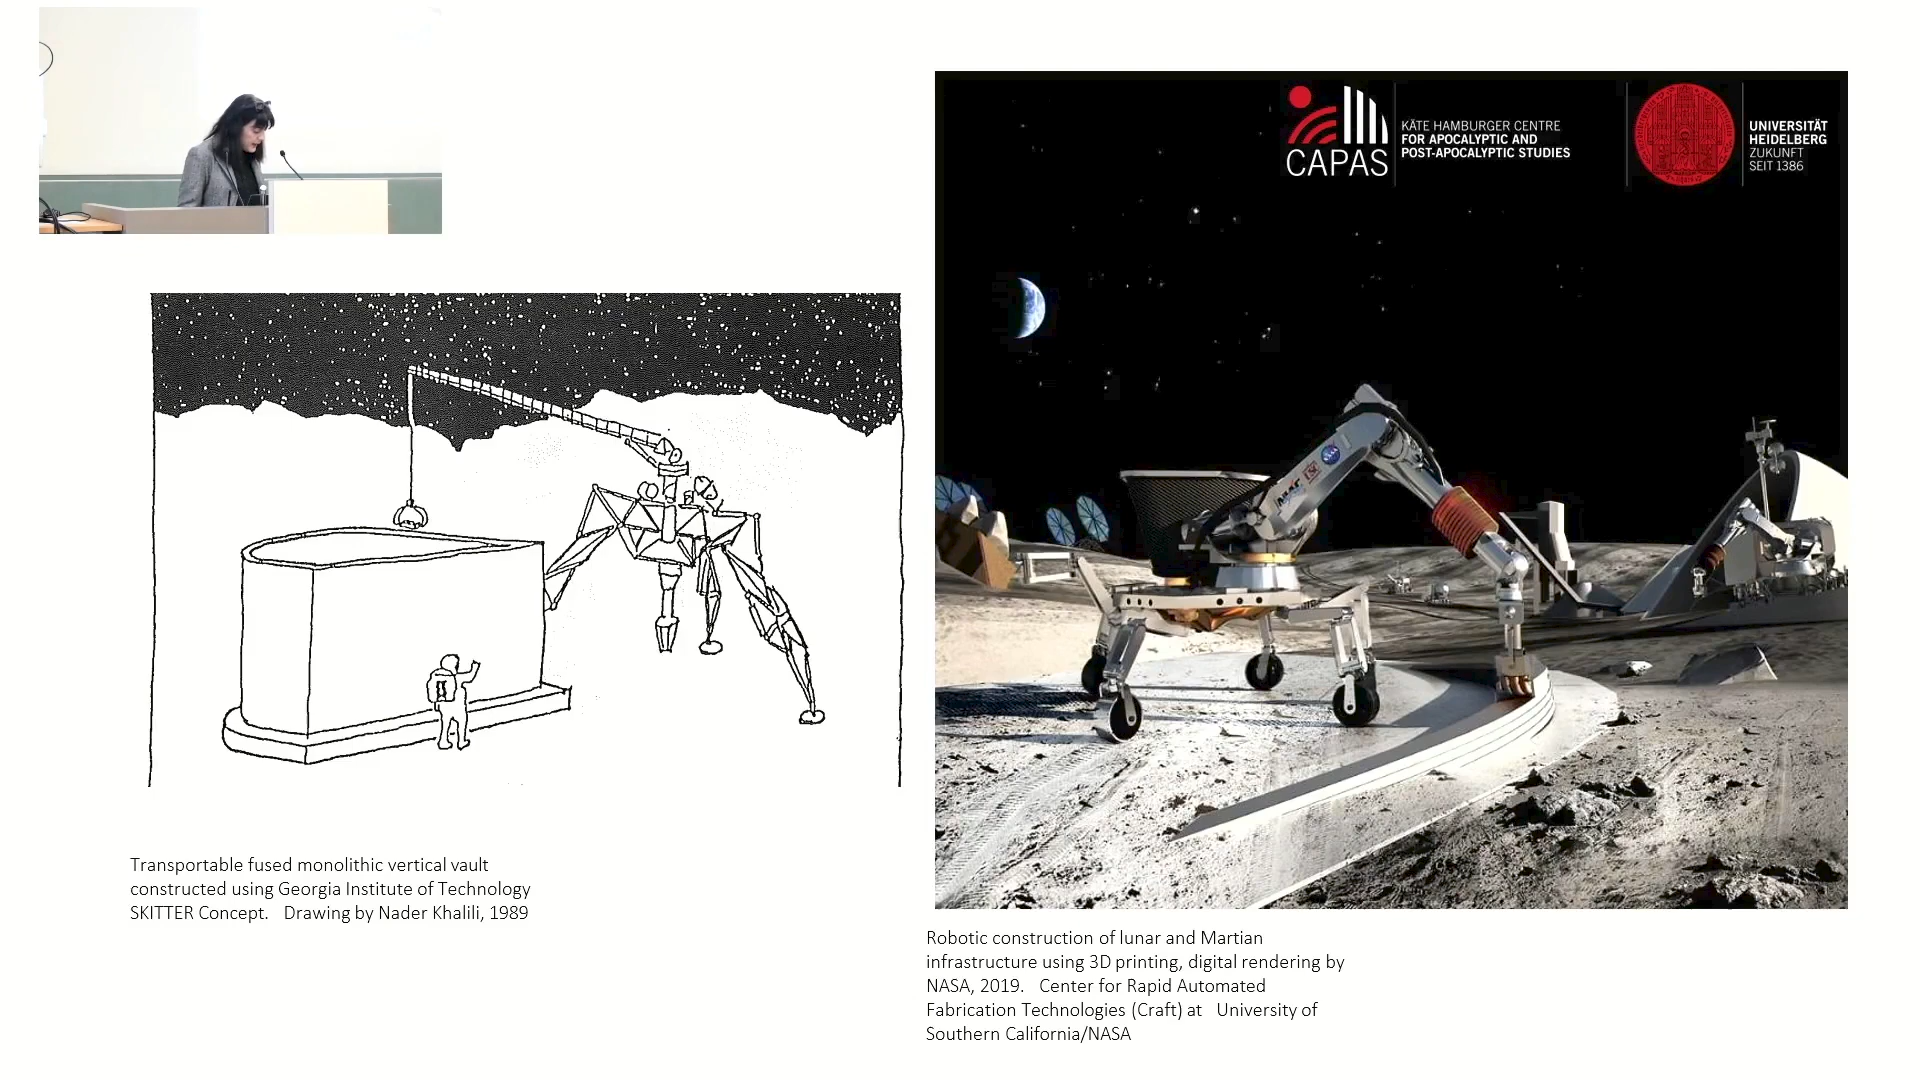 CAPAS
KÄTE HAMBURGER CENTRE
FOR APOCALYPTIC AND
POST-APOCALYPTIC STUDIES
UNIVERSITÄT
HEIDELBERG
ZUKUNFT
SEIT 1386
NASA
USC
Transportable fused monolithic vertical vault
constructed using Georgia Institute of Technology
SKITTER Concept. Drawing by Nader Khalili, 1989
Robotic construction of lunar and Martian
infrastructure using 3D printing, digital rendering by
NASA, 2019. Center for Rapid Automated
Fabrication Technologies (Craft) at University of
Southern California/NASA